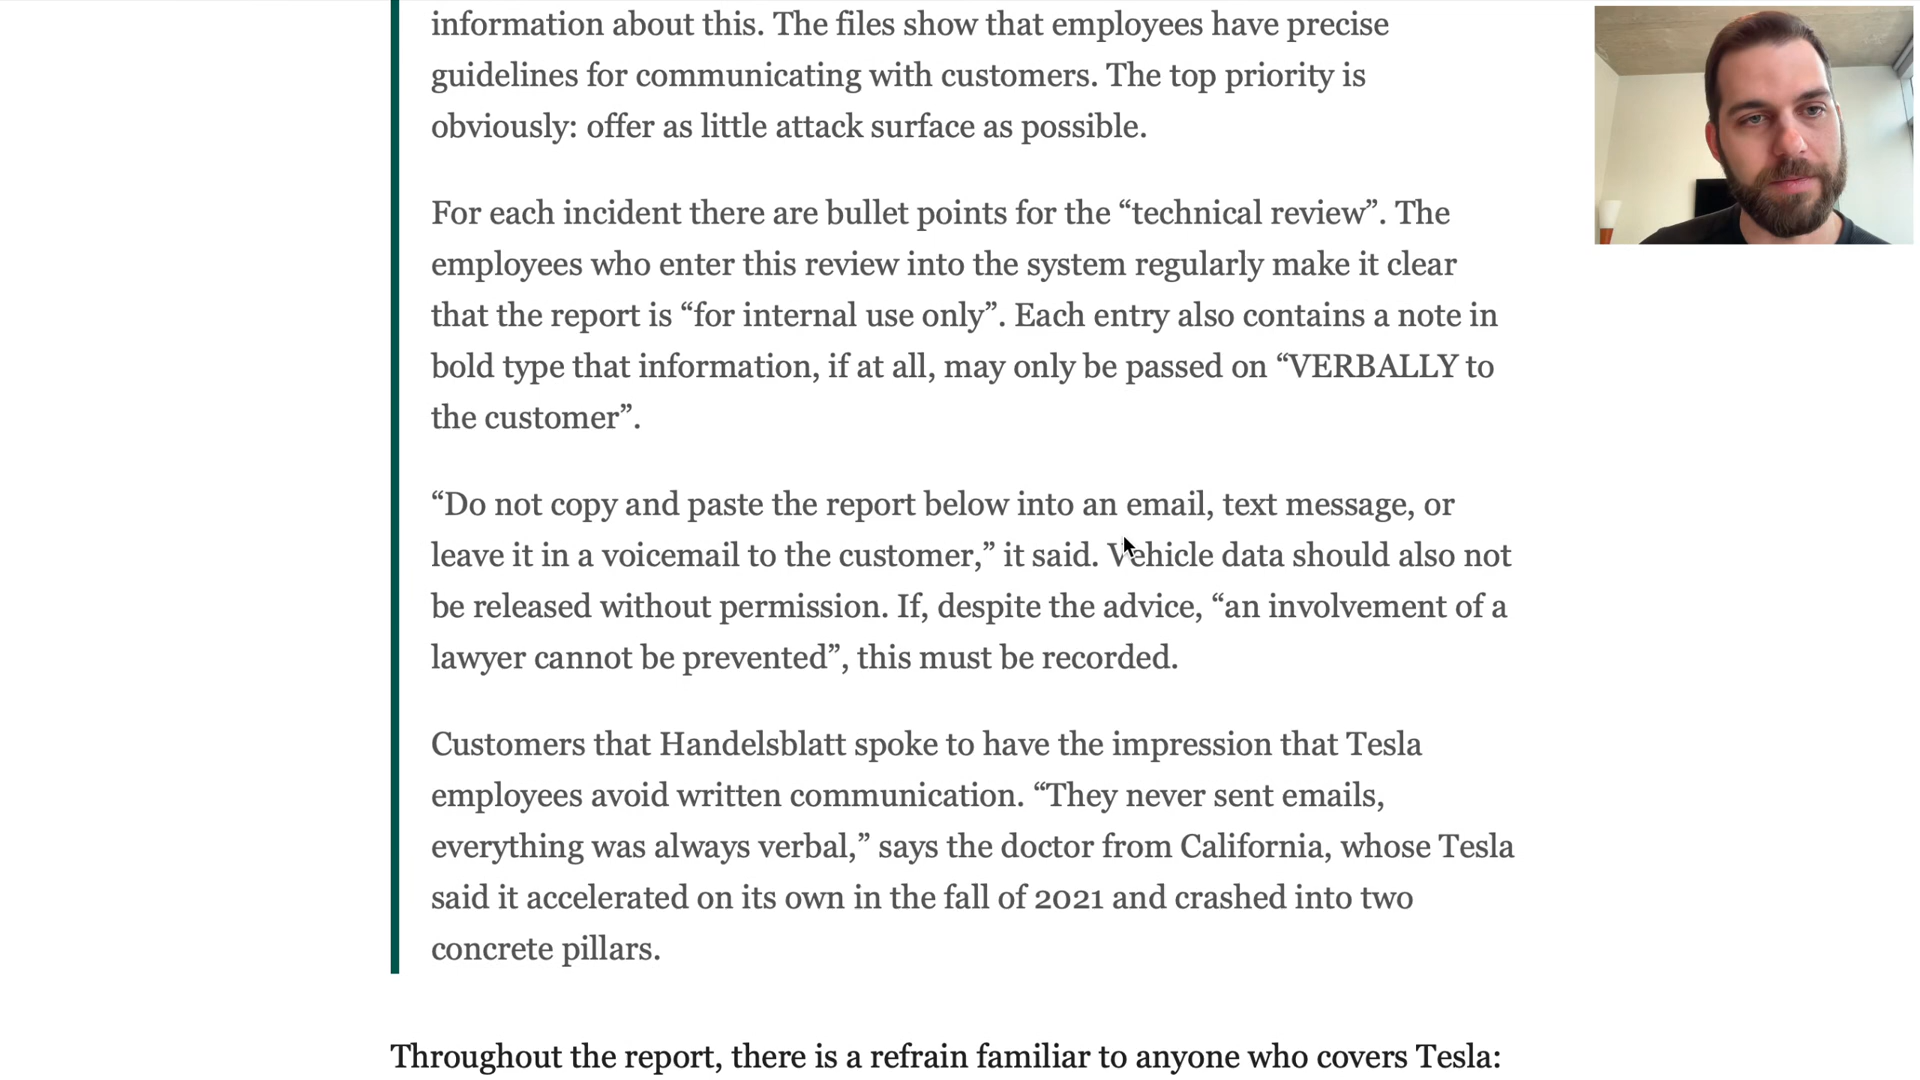 information about this. The files show that employees have precise
guidelines for communicating with customers. The top priority is
obviously: offer as little attack surface as possible.
For each incident there are bullet points for the “technical review”. The
employees who enter this review into the system regularly make it clear
that the report is “for internal use only”. Each entry also contains a note in
bold type that information, if at all, may only be passed on “VERBALLY to
the customer”.
“Do not copy and paste the report below into an email, text message, or
leave it in a voicemail to the customer,” it said. Vehicle data should also not
be released without permission. If, despite the advice, “an involvement of a
lawyer cannot be prevented”, this must be recorded.
Customers that Handelsblatt spoke to have the impression that Tesla
employees avoid written communication. “They never sent emails,
everything was always verbal,” says the doctor from California, whose Tesla
said it accelerated on its own in the fall of 2021 and crashed into two
concrete pillars.
Throughout the report, there is a refrain familiar to anyone who covers Tesla: